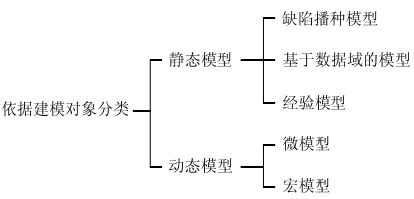 依据建模对象分类
静态模型
缺陷播种模型
基于数据域的模型
经验模型
动态模型
微模型
宏模型